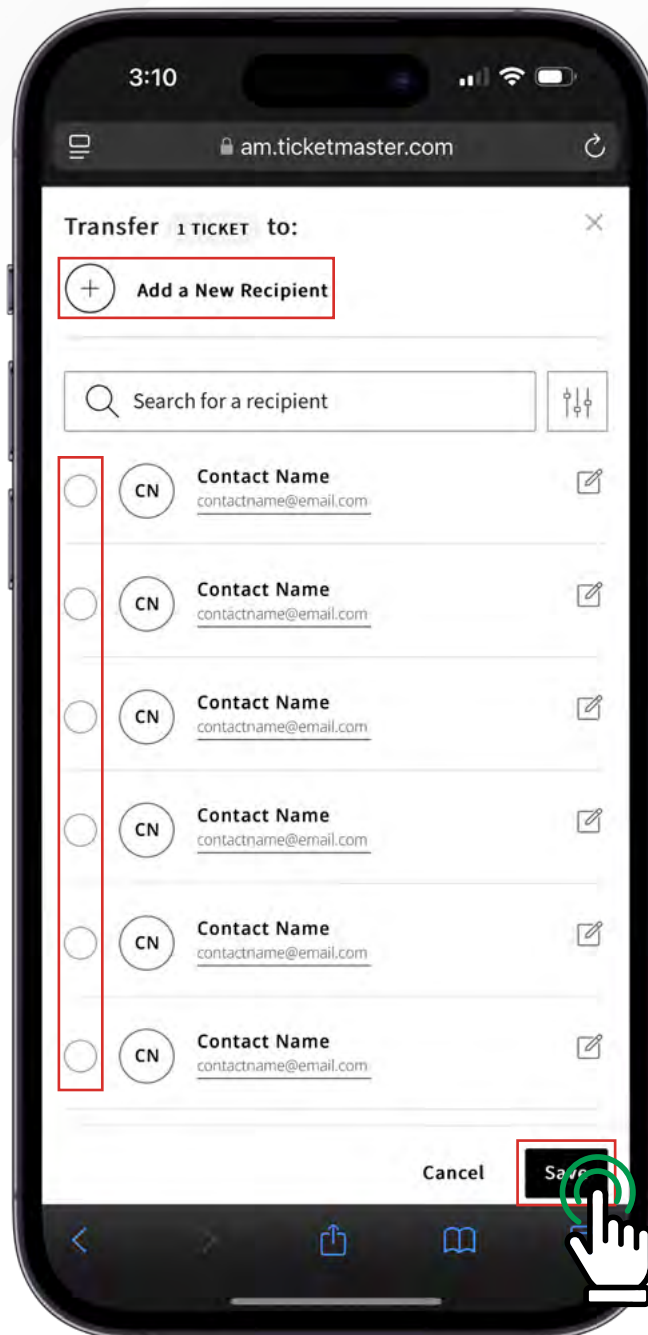 3:10
am.ticketmaster.com
Transfer 1 TICKET to:
Add a New Recipient
Search for a recipient
CN Contact Name
contactname@email.com
CN Contact Name
contactname@email.com
CN Contact Name
contactname@email.com
CN Contact Name
contactname@email.com
CN Contact Name
contactname@email.com
CN Contact Name
contactname@email.com
Cancel Save